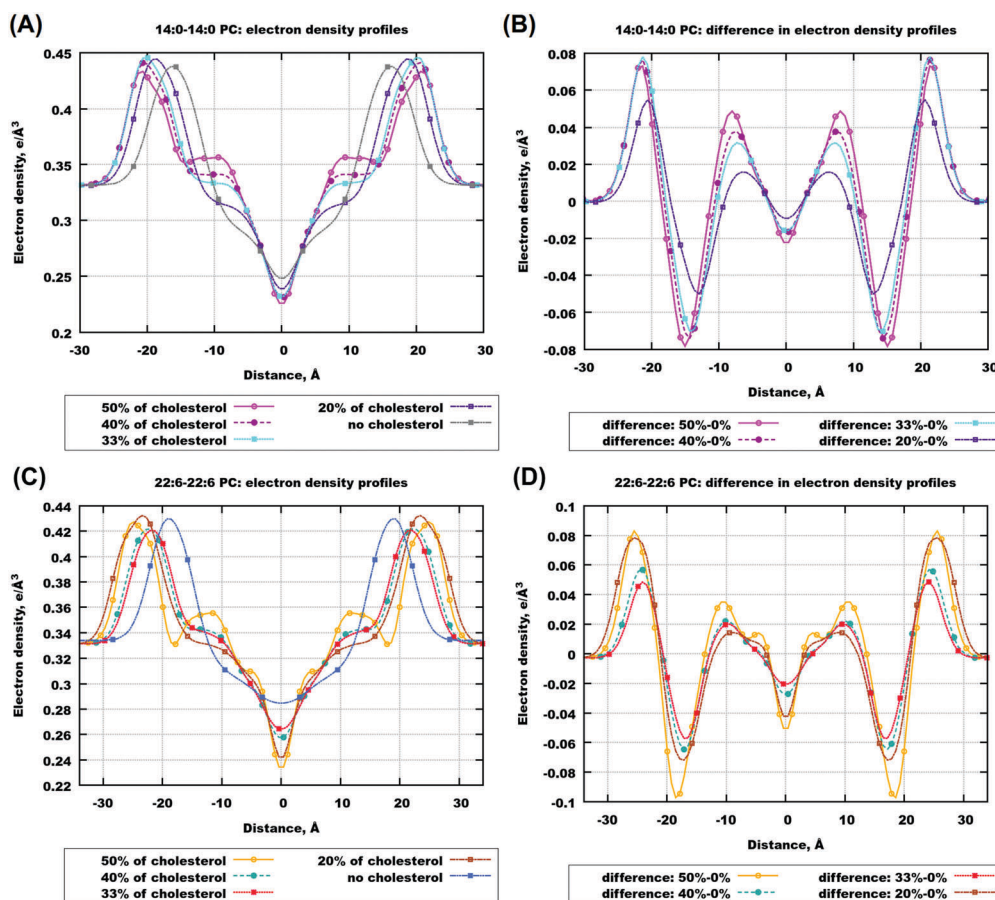 (A)
14:0-14:0 PC: electron density profiles
Electron density, e/Å³
0.45
0.4
0.35
0.3
0.25
0.2
-30 -20 -10 0 10 20 30
Distance, Å
50% of cholesterol
40% of cholesterol
33% of cholesterol
20% of cholesterol
no cholesterol
(B)
14:0-14:0 PC: difference in electron density profiles
Electron density, e/Å³
0.08
0.06
0.04
0.02
0
-0.02
-0.04
-0.06
-0.08
-30 -20 -10 0 10 20 30
Distance, Å
difference: 50%-0%
difference: 40%-0%
difference: 33%-0%
difference: 20%-0%
(C)
22:6-22:6 PC: electron density profiles
Electron density, e/Å³
0.44
0.42
0.4
0.38
0.36
0.34
0.32
0.3
0.28
0.26
0.24
0.22
-30 -20 -10 0 10 20 30
Distance, Å
50% of cholesterol
40% of cholesterol
33% of cholesterol
20% of cholesterol
no cholesterol
(D)
22:6-22:6 PC: difference in electron density profiles
Electron density, e/Å³
0.1
0.08
0.06
0.04
0.02
0
-0.02
-0.04
-0.06
-0.08
-0.1
-30 -20 -10 0 10 20 30
Distance, Å
difference: 50%-0%
difference: 40%-0%
difference: 33%-0%
difference: 20%-0%